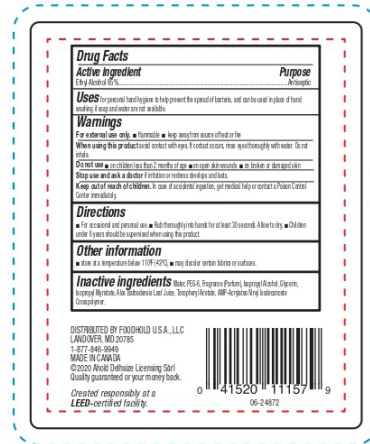 Drug Facts
Active ingredient Purpose
Ethyl Alcohol 65%..........Antiseptic
Uses for personal hand hygiene to help prevent the spread of bacteria, and can be used in place of hand
washing if soap and water are not available.
Warnings
For external use only. ■ flammable ■ keep away from source of heat or fire
When using this product avoid contact with eyes. If contact occurs, rinse eyes thoroughly with water. Do not
inhale.
Do not use ■ on children less than 2 months of age ■ on open skin wounds ■ on broken or damaged skin
Stop use and ask a doctor if irritation or redness develops and lasts.
Keep out of reach of children. In case of accidental ingestion, get medical help or contact a Poison Control
Center immediately.
Directions
■ For occasional and personal use. ■ Rub thoroughly into hands for at least 30 seconds. Allow to dry. ■ Children
under 6 years should be supervised when using this product.
Other information
■ store at a temperature below 110°F (43°C). ■ may discolor certain fabrics or surfaces.
Inactive ingredients Water, PEG-6, Fragrance (Parfum), Isopropyl Alcohol, Glycerin,
Isopropyl Myristate, Aloe Barbadensis Leaf Juice, Tocopheryl Acetate, AMP-Acrylates/Vinyl Isodecanoate
Crosspolymer.
DISTRIBUTED BY FOODHOLD U.S.A., LLC
LANDOVER, MD 20785
1-877-846-9949
MADE IN CANADA
©2020 Ahold Delhaize Licensing Sàrl
Quality guaranteed or your money back.
Created responsibly at a
LEED-certified facility.
0 41520 11157 9
06-24872